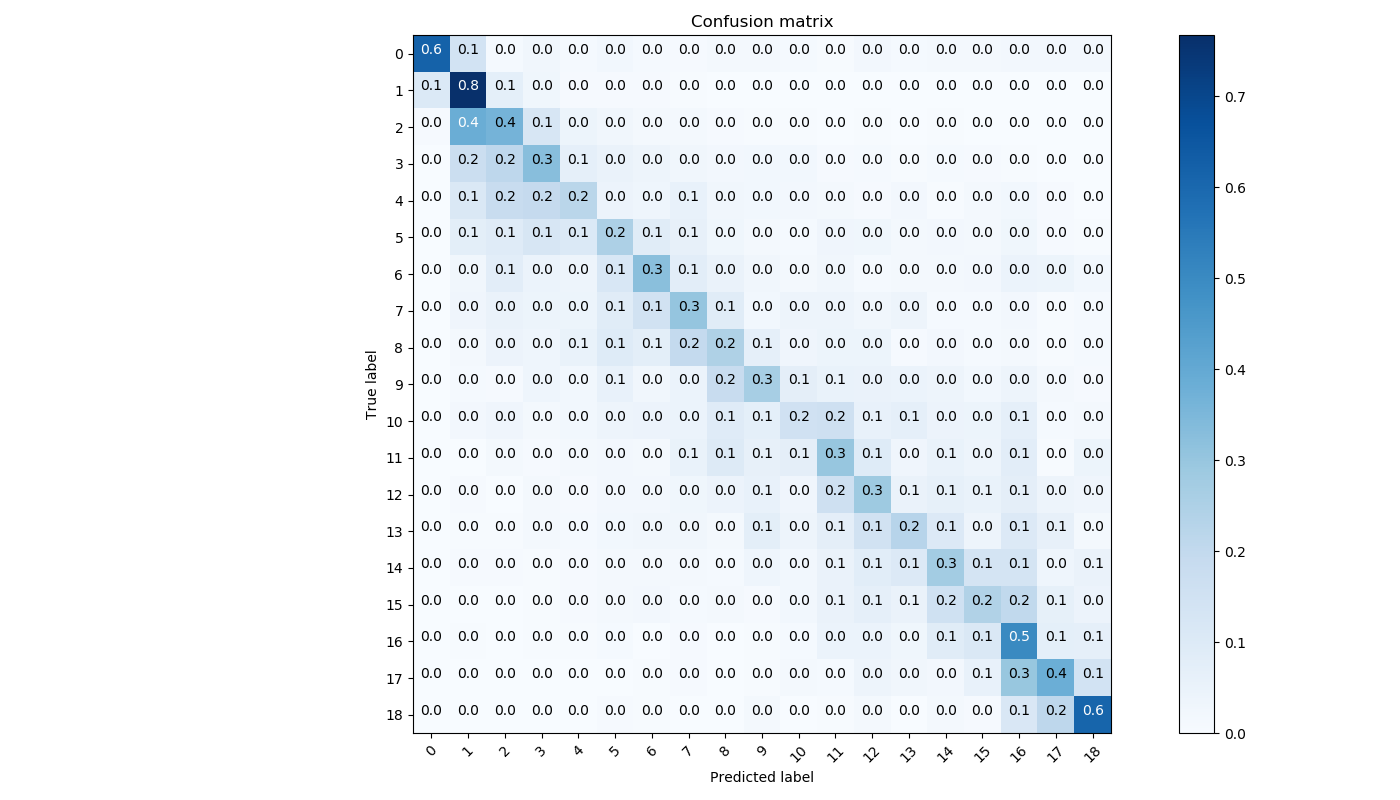 Confusion matrix
0 0.6 0.1 0.0 0.0 0.0 0.0 0.0 0.0 0.0 0.0 0.0 0.0 0.0 0.0 0.0 0.0 0.0 0.0 0.0
1 0.1 0.8 0.1 0.0 0.0 0.0 0.0 0.0 0.0 0.0 0.0 0.0 0.0 0.0 0.0 0.0 0.0 0.0 0.0
2 0.0 0.4 0.4 0.1 0.0 0.0 0.0 0.0 0.0 0.0 0.0 0.0 0.0 0.0 0.0 0.0 0.0 0.0 0.0
3 0.0 0.2 0.2 0.3 0.1 0.0 0.0 0.0 0.0 0.0 0.0 0.0 0.0 0.0 0.0 0.0 0.0 0.0 0.0
4 0.0 0.1 0.2 0.2 0.2 0.0 0.0 0.1 0.0 0.0 0.0 0.0 0.0 0.0 0.0 0.0 0.0 0.0 0.0
5 0.0 0.1 0.1 0.1 0.1 0.2 0.1 0.1 0.0 0.0 0.0 0.0 0.0 0.0 0.0 0.0 0.0 0.0 0.0
6 0.0 0.0 0.1 0.0 0.0 0.1 0.3 0.1 0.0 0.0 0.0 0.0 0.0 0.0 0.0 0.0 0.0 0.0 0.0
7 0.0 0.0 0.0 0.0 0.0 0.1 0.1 0.3 0.1 0.0 0.0 0.0 0.0 0.0 0.0 0.0 0.0 0.0 0.0
8 0.0 0.0 0.0 0.0 0.1 0.1 0.1 0.2 0.2 0.1 0.0 0.0 0.0 0.0 0.0 0.0 0.0 0.0 0.0
9 0.0 0.0 0.0 0.0 0.0 0.1 0.0 0.0 0.2 0.3 0.1 0.1 0.0 0.0 0.0 0.0 0.0 0.0 0.0
10 0.0 0.0 0.0 0.0 0.0 0.0 0.0 0.0 0.1 0.1 0.2 0.2 0.1 0.1 0.0 0.0 0.1 0.0 0.0
11 0.0 0.0 0.0 0.0 0.0 0.0 0.0 0.1 0.1 0.1 0.1 0.3 0.1 0.0 0.1 0.0 0.1 0.0 0.0
12 0.0 0.0 0.0 0.0 0.0 0.0 0.0 0.0 0.0 0.1 0.0 0.2 0.3 0.1 0.1 0.1 0.1 0.0 0.0
13 0.0 0.0 0.0 0.0 0.0 0.0 0.0 0.0 0.0 0.1 0.0 0.1 0.1 0.2 0.1 0.0 0.1 0.1 0.0
14 0.0 0.0 0.0 0.0 0.0 0.0 0.0 0.0 0.0 0.0 0.0 0.1 0.1 0.1 0.3 0.1 0.1 0.0 0.1
15 0.0 0.0 0.0 0.0 0.0 0.0 0.0 0.0 0.0 0.0 0.0 0.1 0.1 0.1 0.2 0.2 0.2 0.1 0.0
16 0.0 0.0 0.0 0.0 0.0 0.0 0.0 0.0 0.0 0.0 0.0 0.0 0.0 0.0 0.1 0.1 0.5 0.1 0.1
17 0.0 0.0 0.0 0.0 0.0 0.0 0.0 0.0 0.0 0.0 0.0 0.0 0.0 0.0 0.0 0.1 0.3 0.4 0.1
18 0.0 0.0 0.0 0.0 0.0 0.0 0.0 0.0 0.0 0.0 0.0 0.0 0.0 0.0 0.0 0.0 0.1 0.2 0.6
0 1 2 3 4 5 6 7 8 9 10 11 12 13 14 15 16 17 18
Predicted label
True label
0.7
0.6
0.5
0.4
0.3
0.2
0.1
0.0